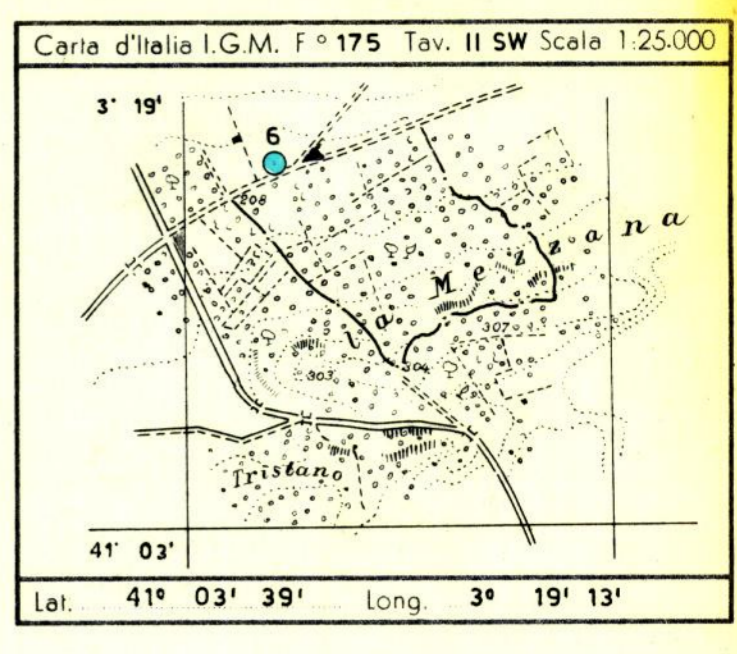 Carta d'Italia I.G.M. F° 175 Tav. II SW Scala 1:25.000
3° 19'
6
208
la Mezzana
307
303
304
Tristano
41° 03'
Lat. 41° 03' 39' Long. 3° 19' 13'